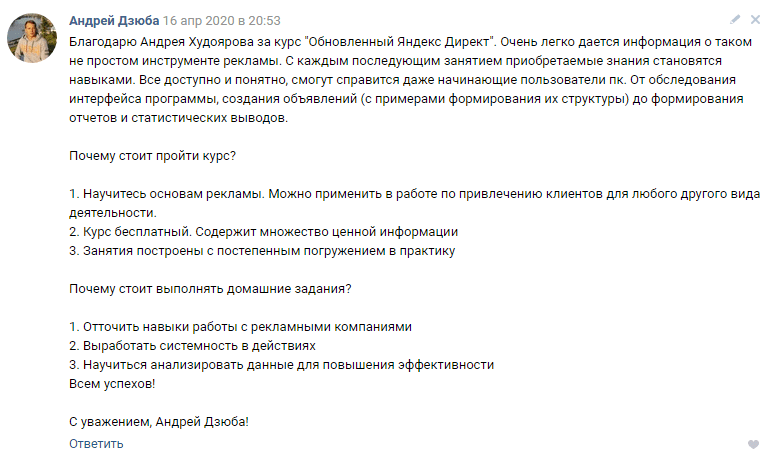 Андрей Дзюба 16 апр 2020 в 20:53
Благодарю Андрея Худоярова за курс "Обновленный Яндекс Директ". Очень легко дается информация о таком
не простом инструменте рекламы. С каждым последующим занятием приобретаемые знания становятся
навыками. Все доступно и понятно, смогут справится даже начинающие пользователи пк. От обследования
интерфейса программы, создания объявлений (с примерами формирования их структуры) до формирования
отчетов и статистических выводов.
Почему стоит пройти курс?
1. Научитесь основам рекламы. Можно применить в работе по привлечению клиентов для любого другого вида
деятельности.
2. Курс бесплатный. Содержит множество ценной информации
3. Занятия построены с постепенным погружением в практику
Почему стоит выполнять домашние задания?
1. Отточить навыки работы с рекламными компаниями
2. Выработать системность в действиях
3. Научиться анализировать данные для повышения эффективности
Всем успехов!
С уважением, Андрей Дзюба!
Ответить